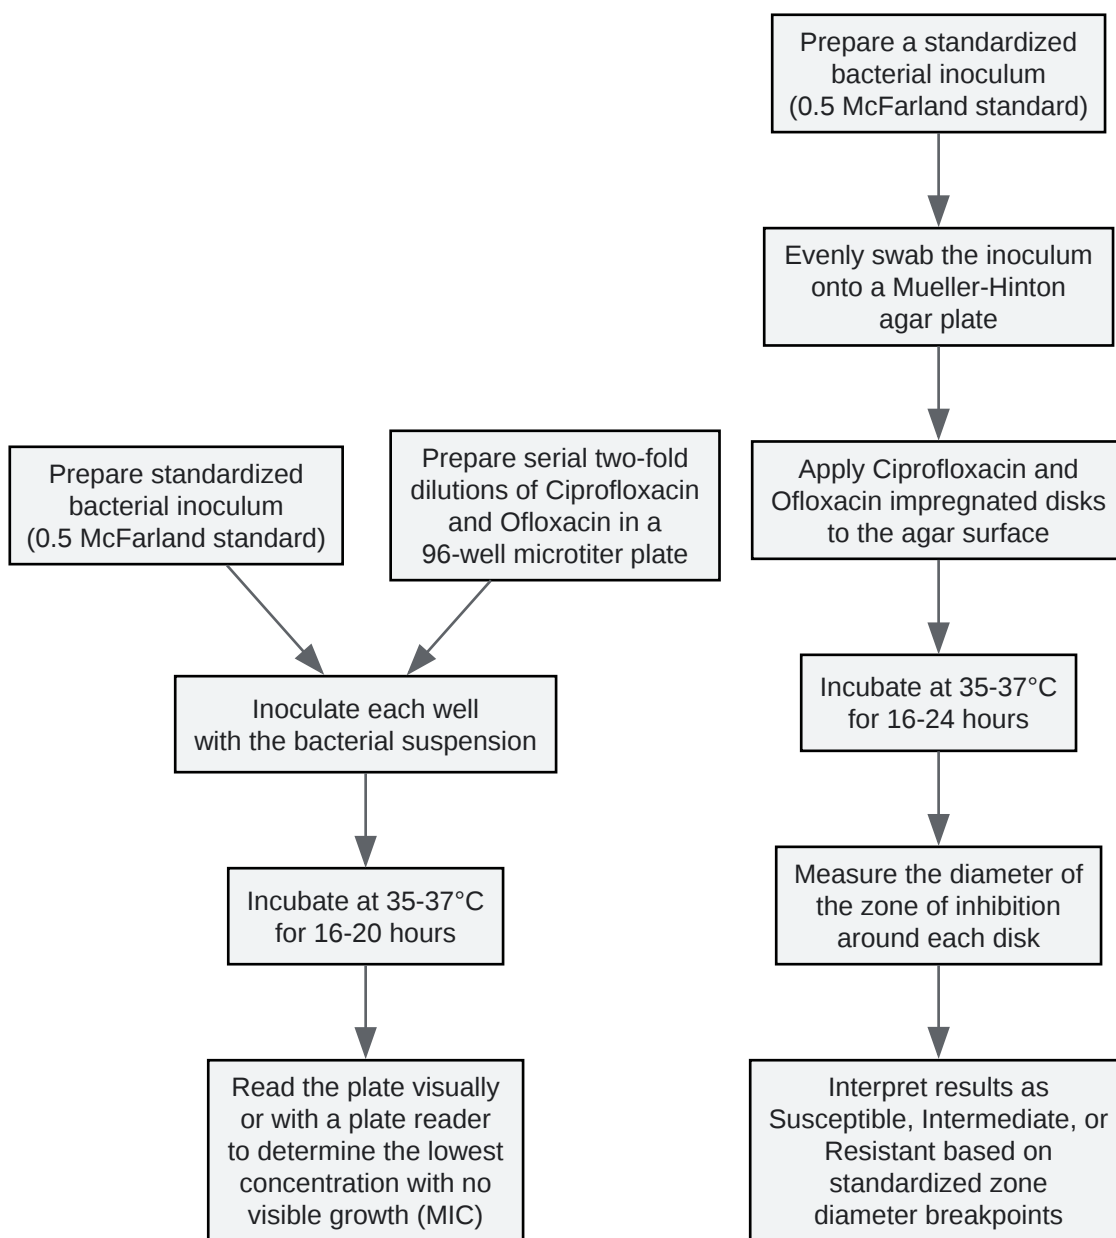 Prepare standardized
bacterial inoculum
(0.5 McFarland standard)
Prepare serial two-fold
dilutions of Ciprofloxacin
and Ofloxacin in a
96-well microtiter plate
Inoculate each well
with the bacterial suspension
Incubate at 35-37°C
for 16-20 hours
Read the plate visually
or with a plate reader
to determine the lowest
concentration with no
visible growth (MIC)
Prepare a standardized
bacterial inoculum
(0.5 McFarland standard)
Evenly swab the inoculum
onto a Mueller-Hinton
agar plate
Apply Ciprofloxacin and
Ofloxacin impregnated disks
to the agar surface
Incubate at 35-37°C
for 16-24 hours
Measure the diameter of
the zone of inhibition
around each disk
Interpret results as
Susceptible, Intermediate, or
Resistant based on
standardized zone
diameter breakpoints